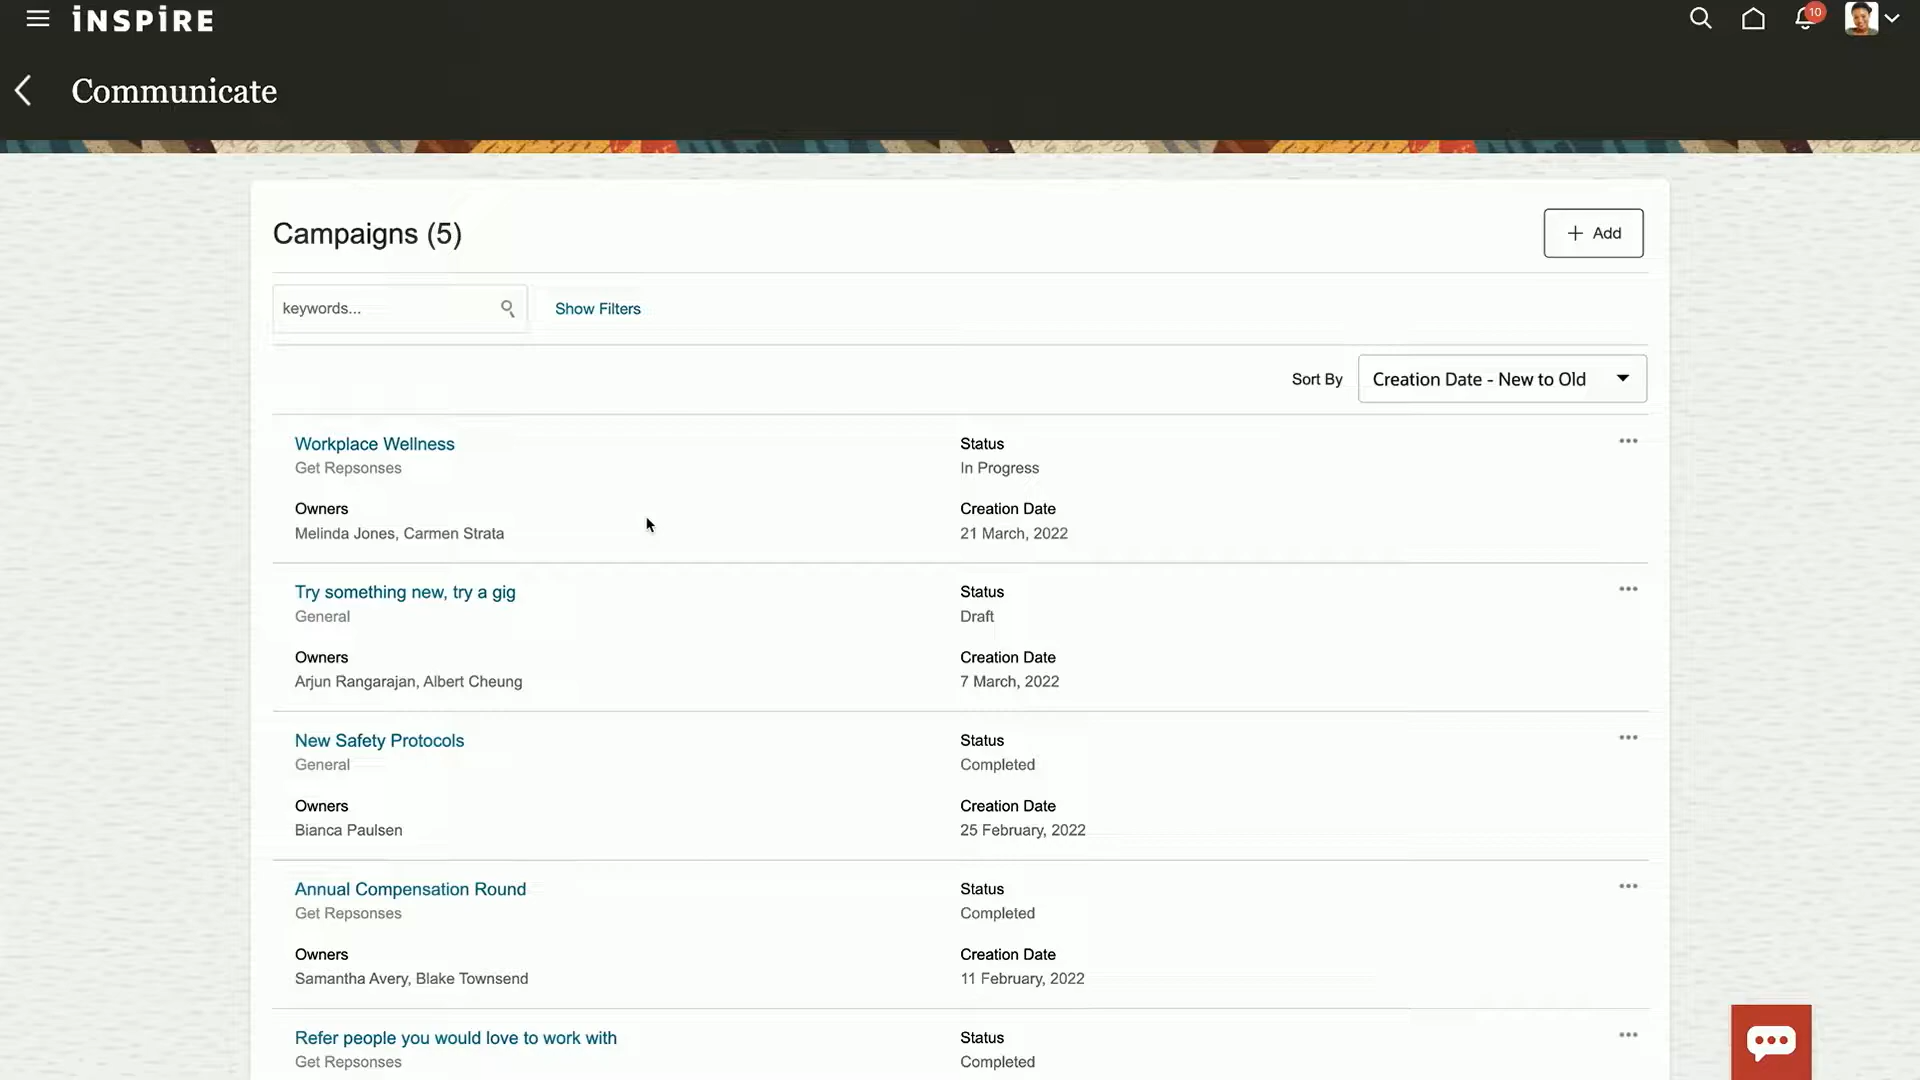 iNSPiRE
10
Communicate
Campaigns (5)
Add
keywords...
Show Filters
Sort By
Creation Date - New to Old
Workplace Wellness
Status
Get Repsonses
In Progress
Owners
Creation Date
Melinda Jones, Carmen Strata
21 March, 2022
Try something new, try a gig
Status
General
Draft
Owners
Creation Date
Arjun Rangarajan, Albert Cheung
7 March, 2022
New Safety Protocols
Status
General
Completed
Owners
Creation Date
Bianca Paulsen
25 February, 2022
Annual Compensation Round
Status
Get Repsonses
Completed
Owners
Creation Date
Samantha Avery, Blake Townsend
11 February, 2022
Refer people you would love to work with
Status
Get Repsonses
Completed